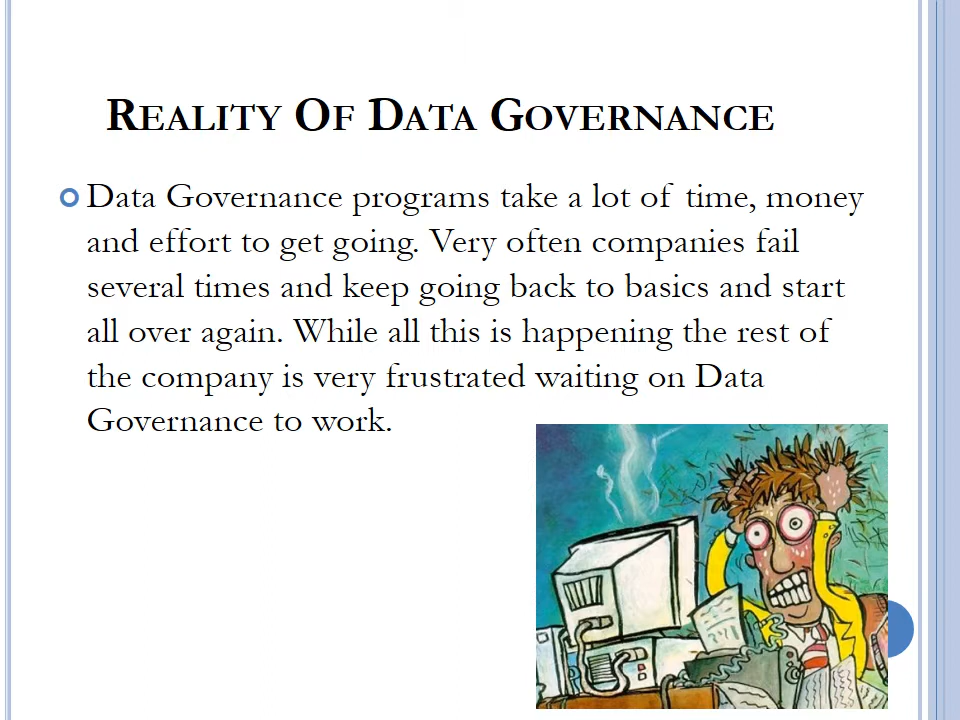 Reality Of Data Governance
Data Governance programs take a lot of time, money
and effort to get going. Very often companies fail
several times and keep going back to basics and start
all over again. While all this is happening the rest of
the company is very frustrated waiting on Data
Governance to work.